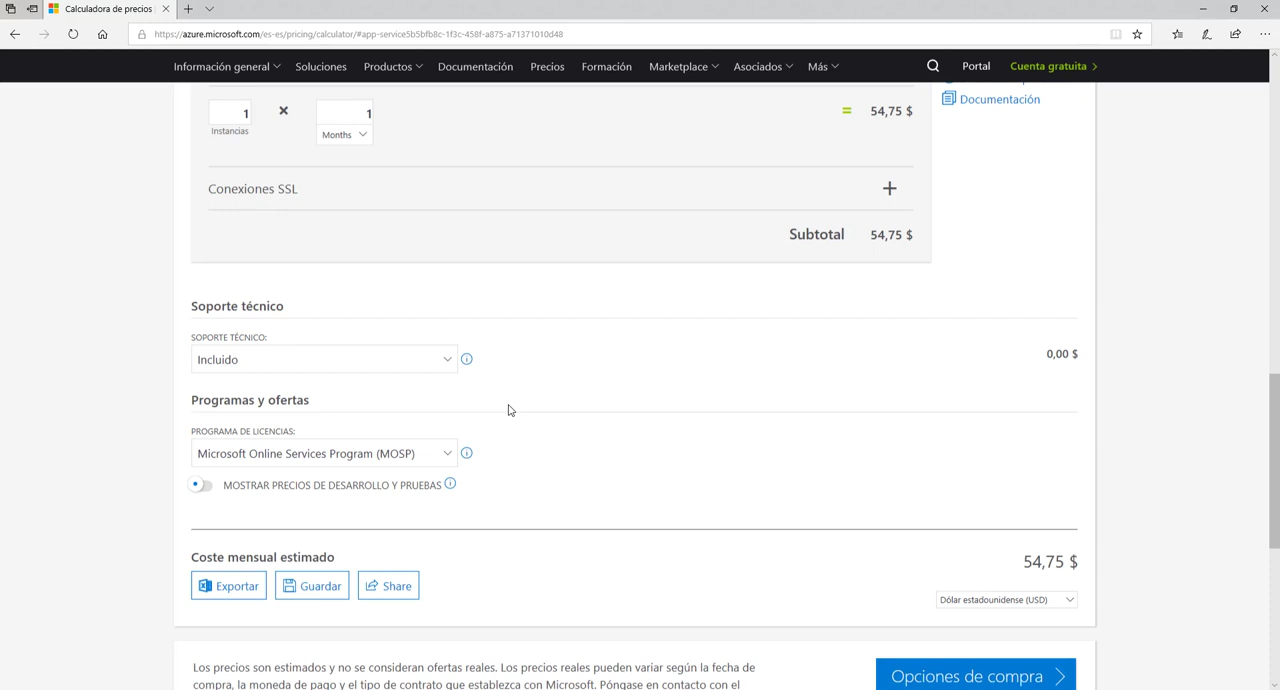 Calculadora de precios
https://azure.microsoft.com/es-es/pricing/calculator/#app-service5b5bfb8c-1f3c-458f-a875-a71371010d48
Información general Soluciones Productos Documentación Precios Formación Marketplace Asociados Más Portal Cuenta gratuita
Documentación
1 1 = 54,75 $
Instancias
Months
Conexiones SSL +
Subtotal 54,75 $
Soporte técnico
SOPORTE TÉCNICO:
Incluido 0,00 $
Programas y ofertas
PROGRAMA DE LICENCIAS:
Microsoft Online Services Program (MOSP)
MOSTRAR PRECIOS DE DESARROLLO Y PRUEBAS
Coste mensual estimado 54,75 $
Exportar Guardar Share
Dólar estadounidense (USD)
Los precios son estimados y no se consideran ofertas reales. Los precios reales pueden variar según la fecha de
compra, la moneda de pago y el tipo de contrato que establezca con Microsoft. Póngase en contacto con el
Opciones de compra